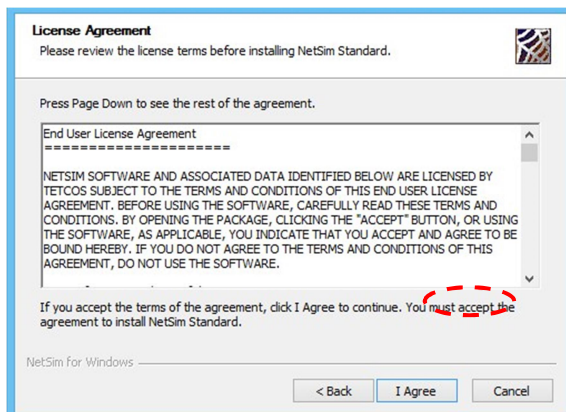 License Agreement
Please review the license terms before installing NetSim Standard.
Press Page Down to see the rest of the agreement.
End User License Agreement
======================
NETSIM SOFTWARE AND ASSOCIATED DATA IDENTIFIED BELOW ARE LICENSED BY
TETCOS SUBJECT TO THE TERMS AND CONDITIONS OF THIS END USER LICENSE
AGREEMENT. BEFORE USING THE SOFTWARE, CAREFULLY READ THESE TERMS AND
CONDITIONS. BY OPENING THE PACKAGE, CLICKING THE "ACCEPT" BUTTON, OR USING
THE SOFTWARE, AS APPLICABLE, YOU INDICATE THAT YOU ACCEPT AND AGREE TO BE
BOUND HEREBY. IF YOU DO NOT AGREE TO THE TERMS AND CONDITIONS OF THIS
AGREEMENT, DO NOT USE THE SOFTWARE.
If you accept the terms of the agreement, click I Agree to continue. You must accept the
agreement to install NetSim Standard.
NetSim for Windows
< Back I Agree Cancel